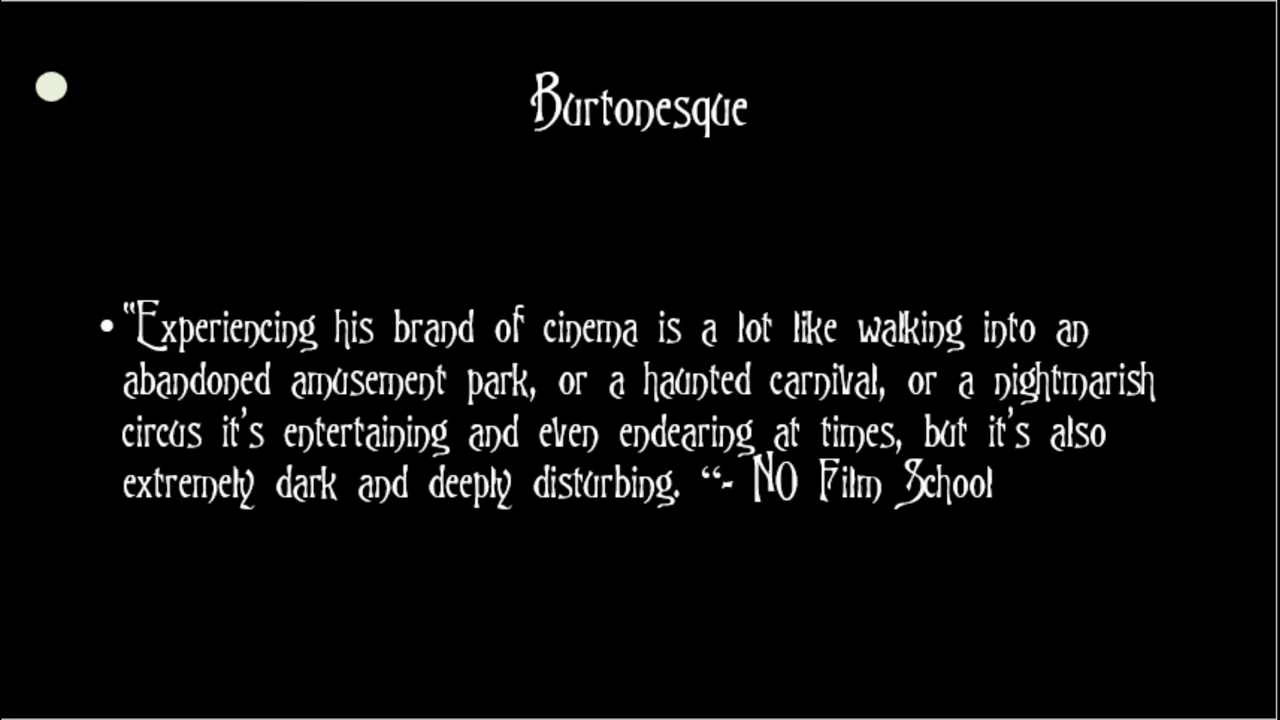 Burtonesque
• "Experiencing his brand of cinema is a lot like walking into an
abandoned amusement park, or a haunted carnival, or a nightmarish
circus it's entertaining and even endearing at times, but it's also
extremely dark and deeply disturbing. “- NO Film School